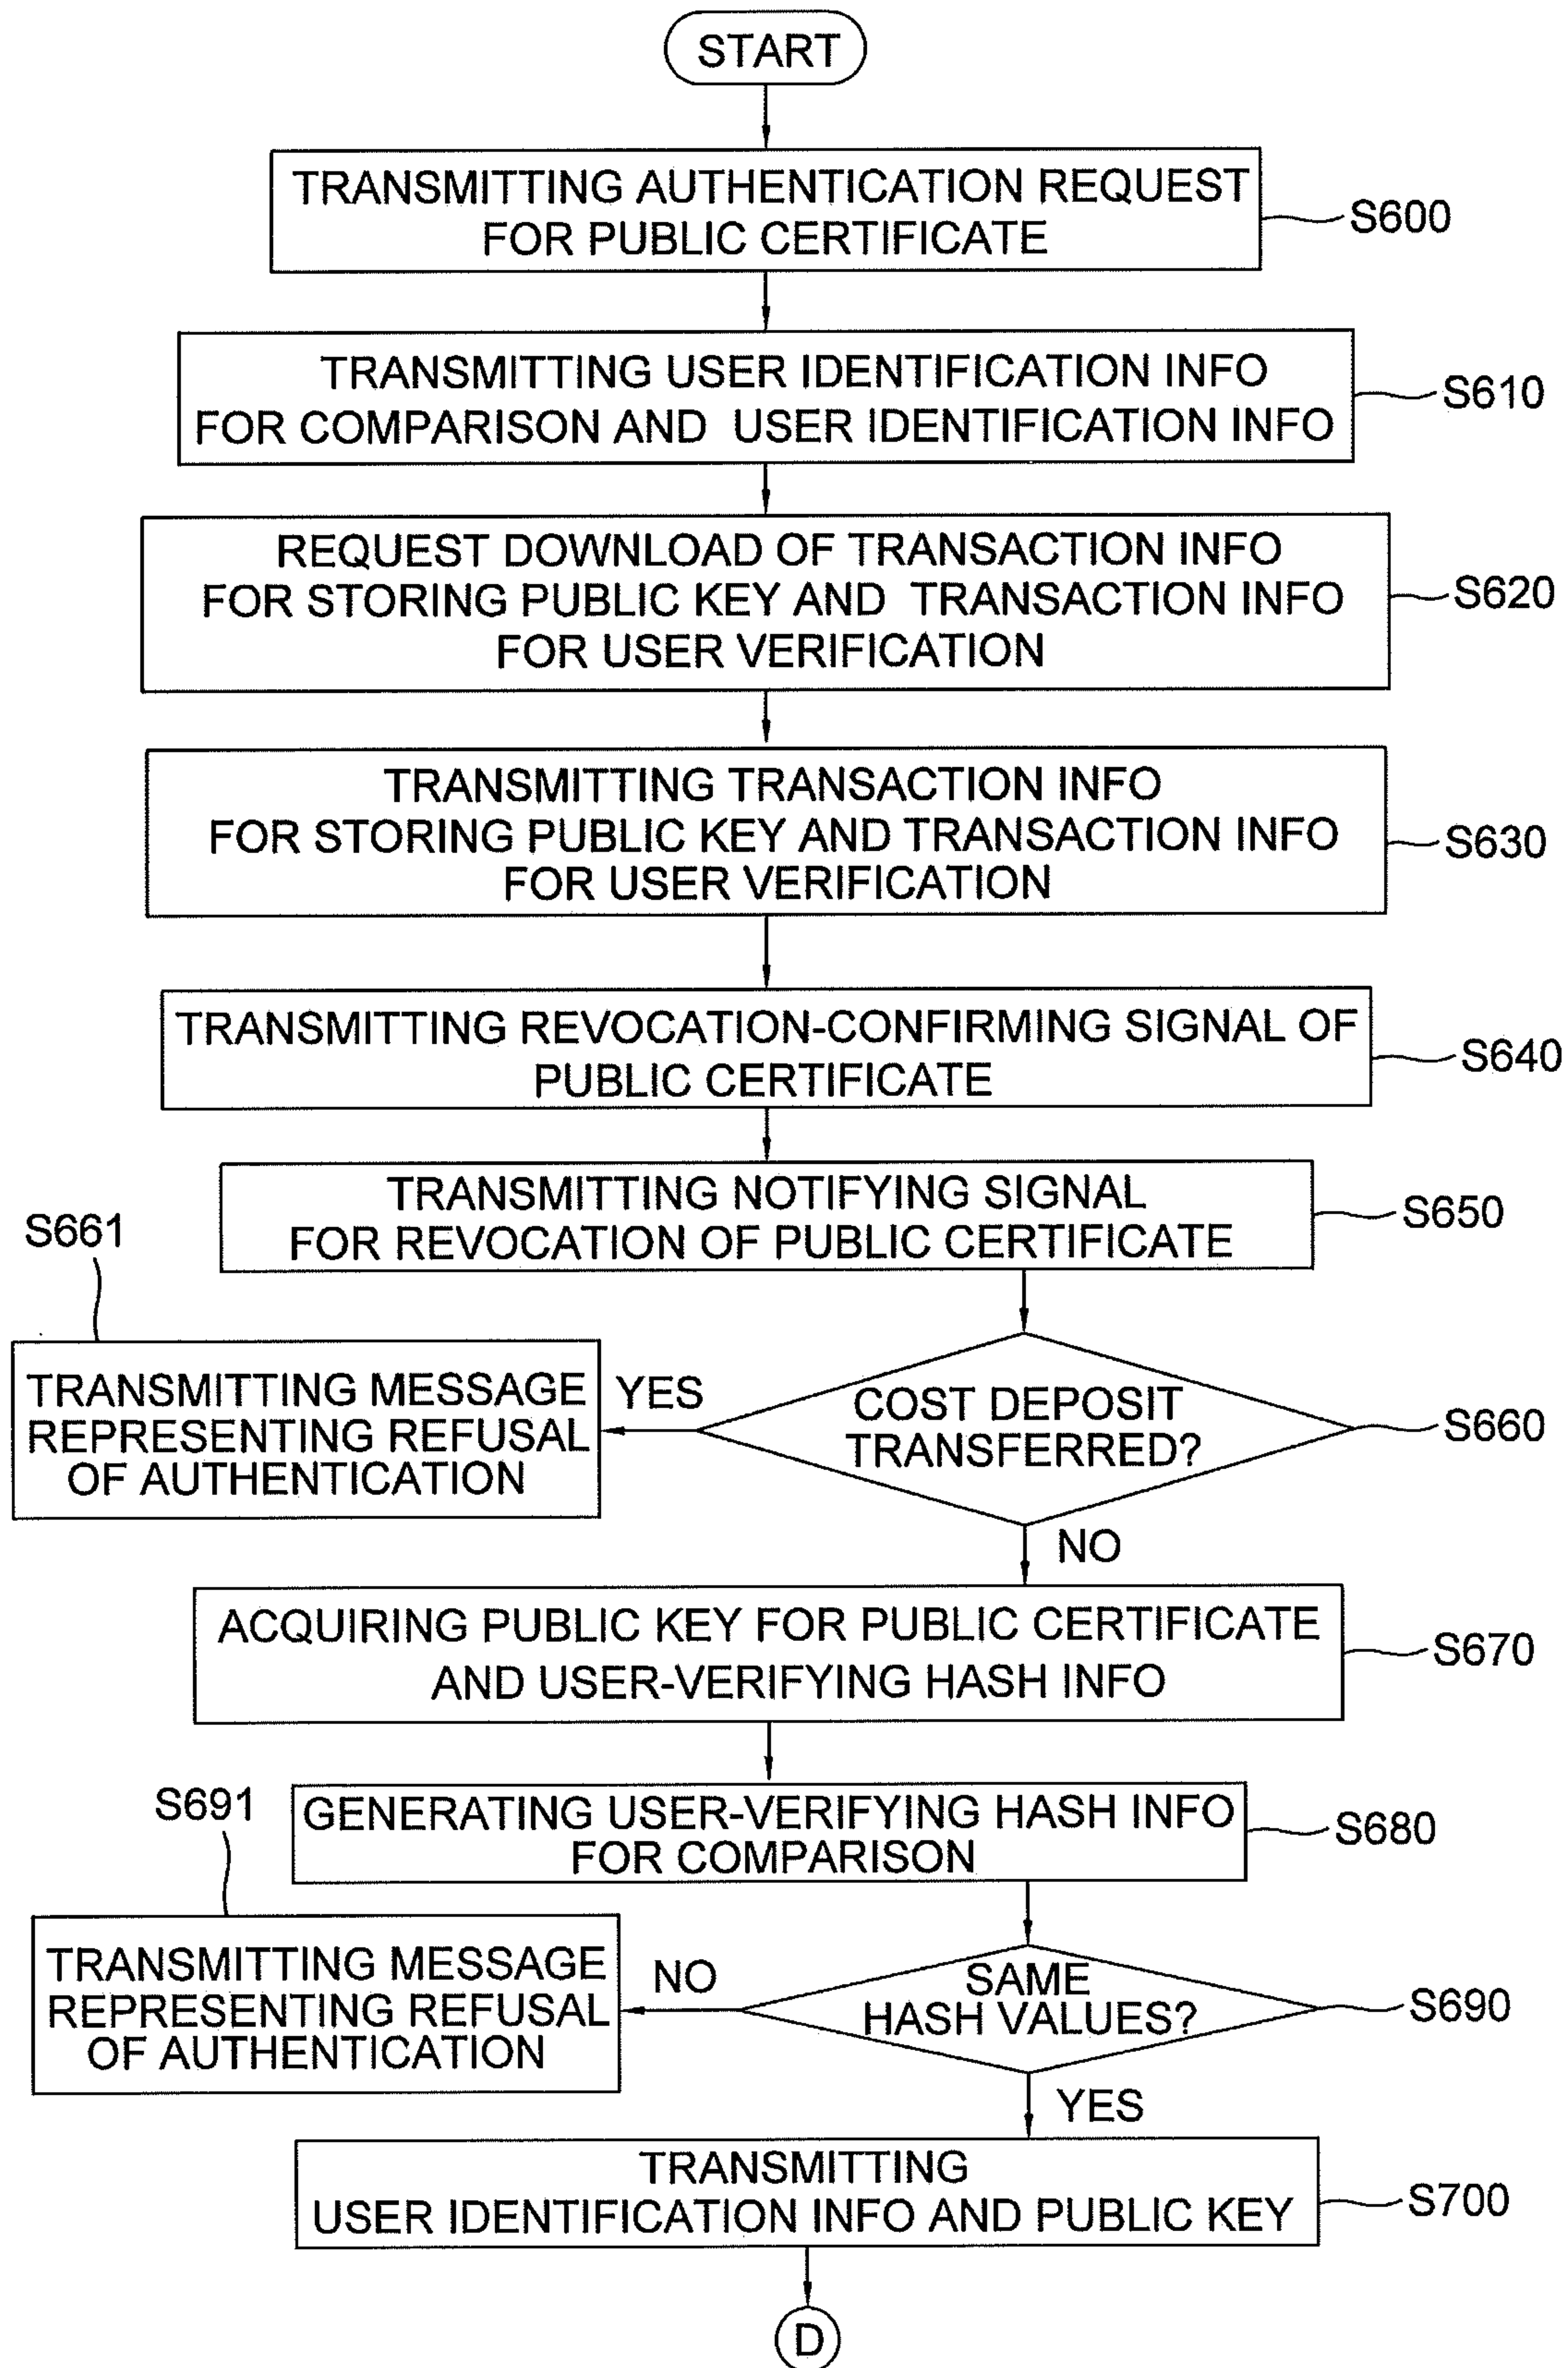 START
TRANSMITTING AUTHENTICATION REQUEST
FOR PUBLIC CERTIFICATE
S600
TRANSMITTING USER IDENTIFICATION INFO
FOR COMPARISON AND USER IDENTIFICATION INFO
S610
REQUEST DOWNLOAD OF TRANSACTION INFO
FOR STORING PUBLIC KEY AND TRANSACTION INFO
FOR USER VERIFICATION
S620
TRANSMITTING TRANSACTION INFO
FOR STORING PUBLIC KEY AND TRANSACTION INFO
FOR USER VERIFICATION
S630
TRANSMITTING REVOCATION-CONFIRMING SIGNAL OF
PUBLIC CERTIFICATE
S640
TRANSMITTING NOTIFYING SIGNAL
FOR REVOCATION OF PUBLIC CERTIFICATE
S650
S661
TRANSMITTING MESSAGE
REPRESENTING REFUSAL
OF AUTHENTICATION
YES
COST DEPOSIT
TRANSFERRED?
S660
NO
ACQUIRING PUBLIC KEY FOR PUBLIC CERTIFICATE
AND USER-VERIFYING HASH INFO
S670
GENERATING USER-VERIFYING HASH INFO
FOR COMPARISON
S680
S691
TRANSMITTING MESSAGE
REPRESENTING REFUSAL
OF AUTHENTICATION
NO
SAME
HASH VALUES?
S690
YES
TRANSMITTING
USER IDENTIFICATION INFO AND PUBLIC KEY
S700
D